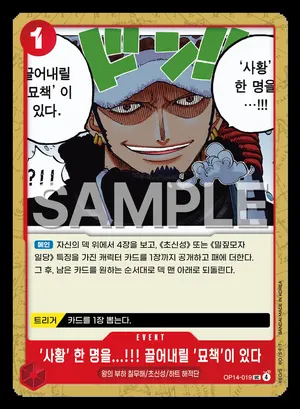 1
ドン!!
끌어내릴
'묘책'이
있다.
'사황'
한 명을
…!!!
?!!
SAMPLE
메인 자신의 덱 위에서 4장을 보고, 《초신성》 또는 《밀짚모자
일당》 특징을 가진 캐릭터 카드를 1장까지 공개하고 패에 더한다.
그 후, 남은 카드를 원하는 순서대로 덱 맨 아래로 되돌린다.
트리거 카드를 1장 뽑는다.
EVENT
'사황' 한 명을…!!! 끌어내릴 '묘책'이 있다
왕의 부하 칠무해/초신성/하트 해적단
OP14-019 UC 4